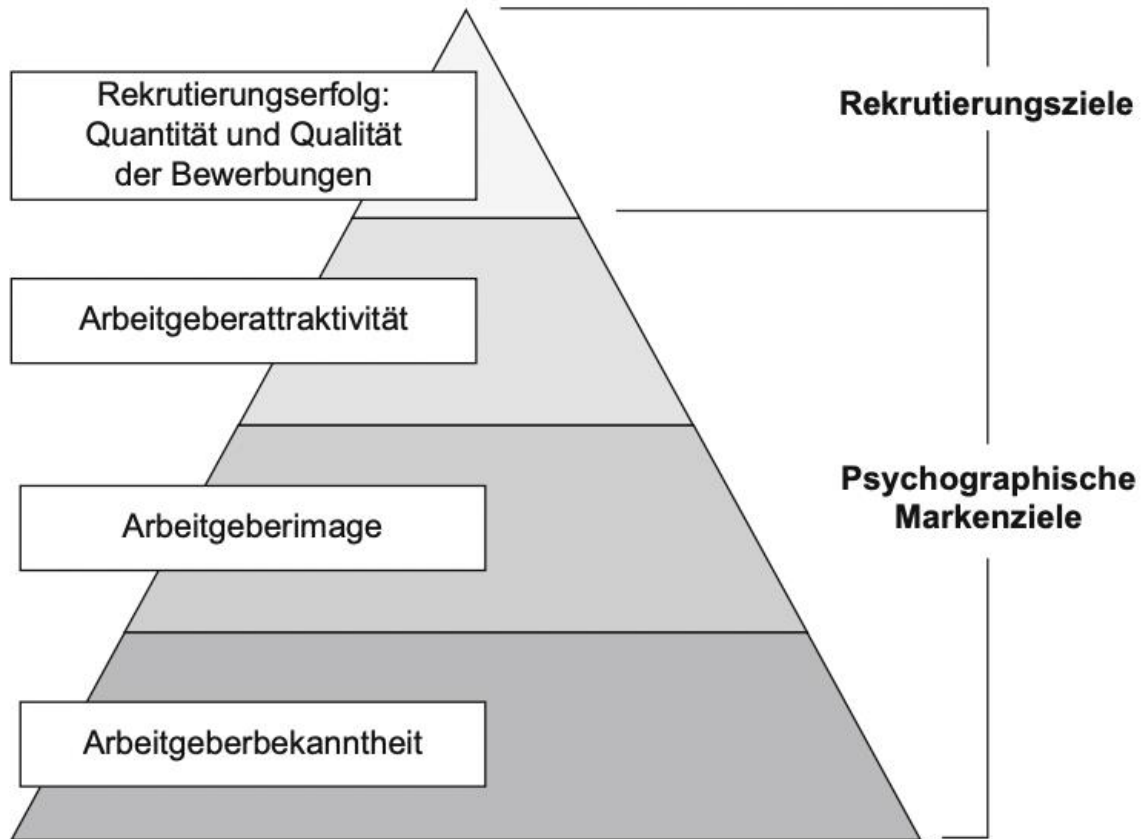 Rekrutierungserfolg:
Quantität und Qualität
der Bewerbungen
Rekrutierungsziele
Arbeitgeberattraktivität
Psychographische
Markenziele
Arbeitgeberimage
Arbeitgeberbekanntheit